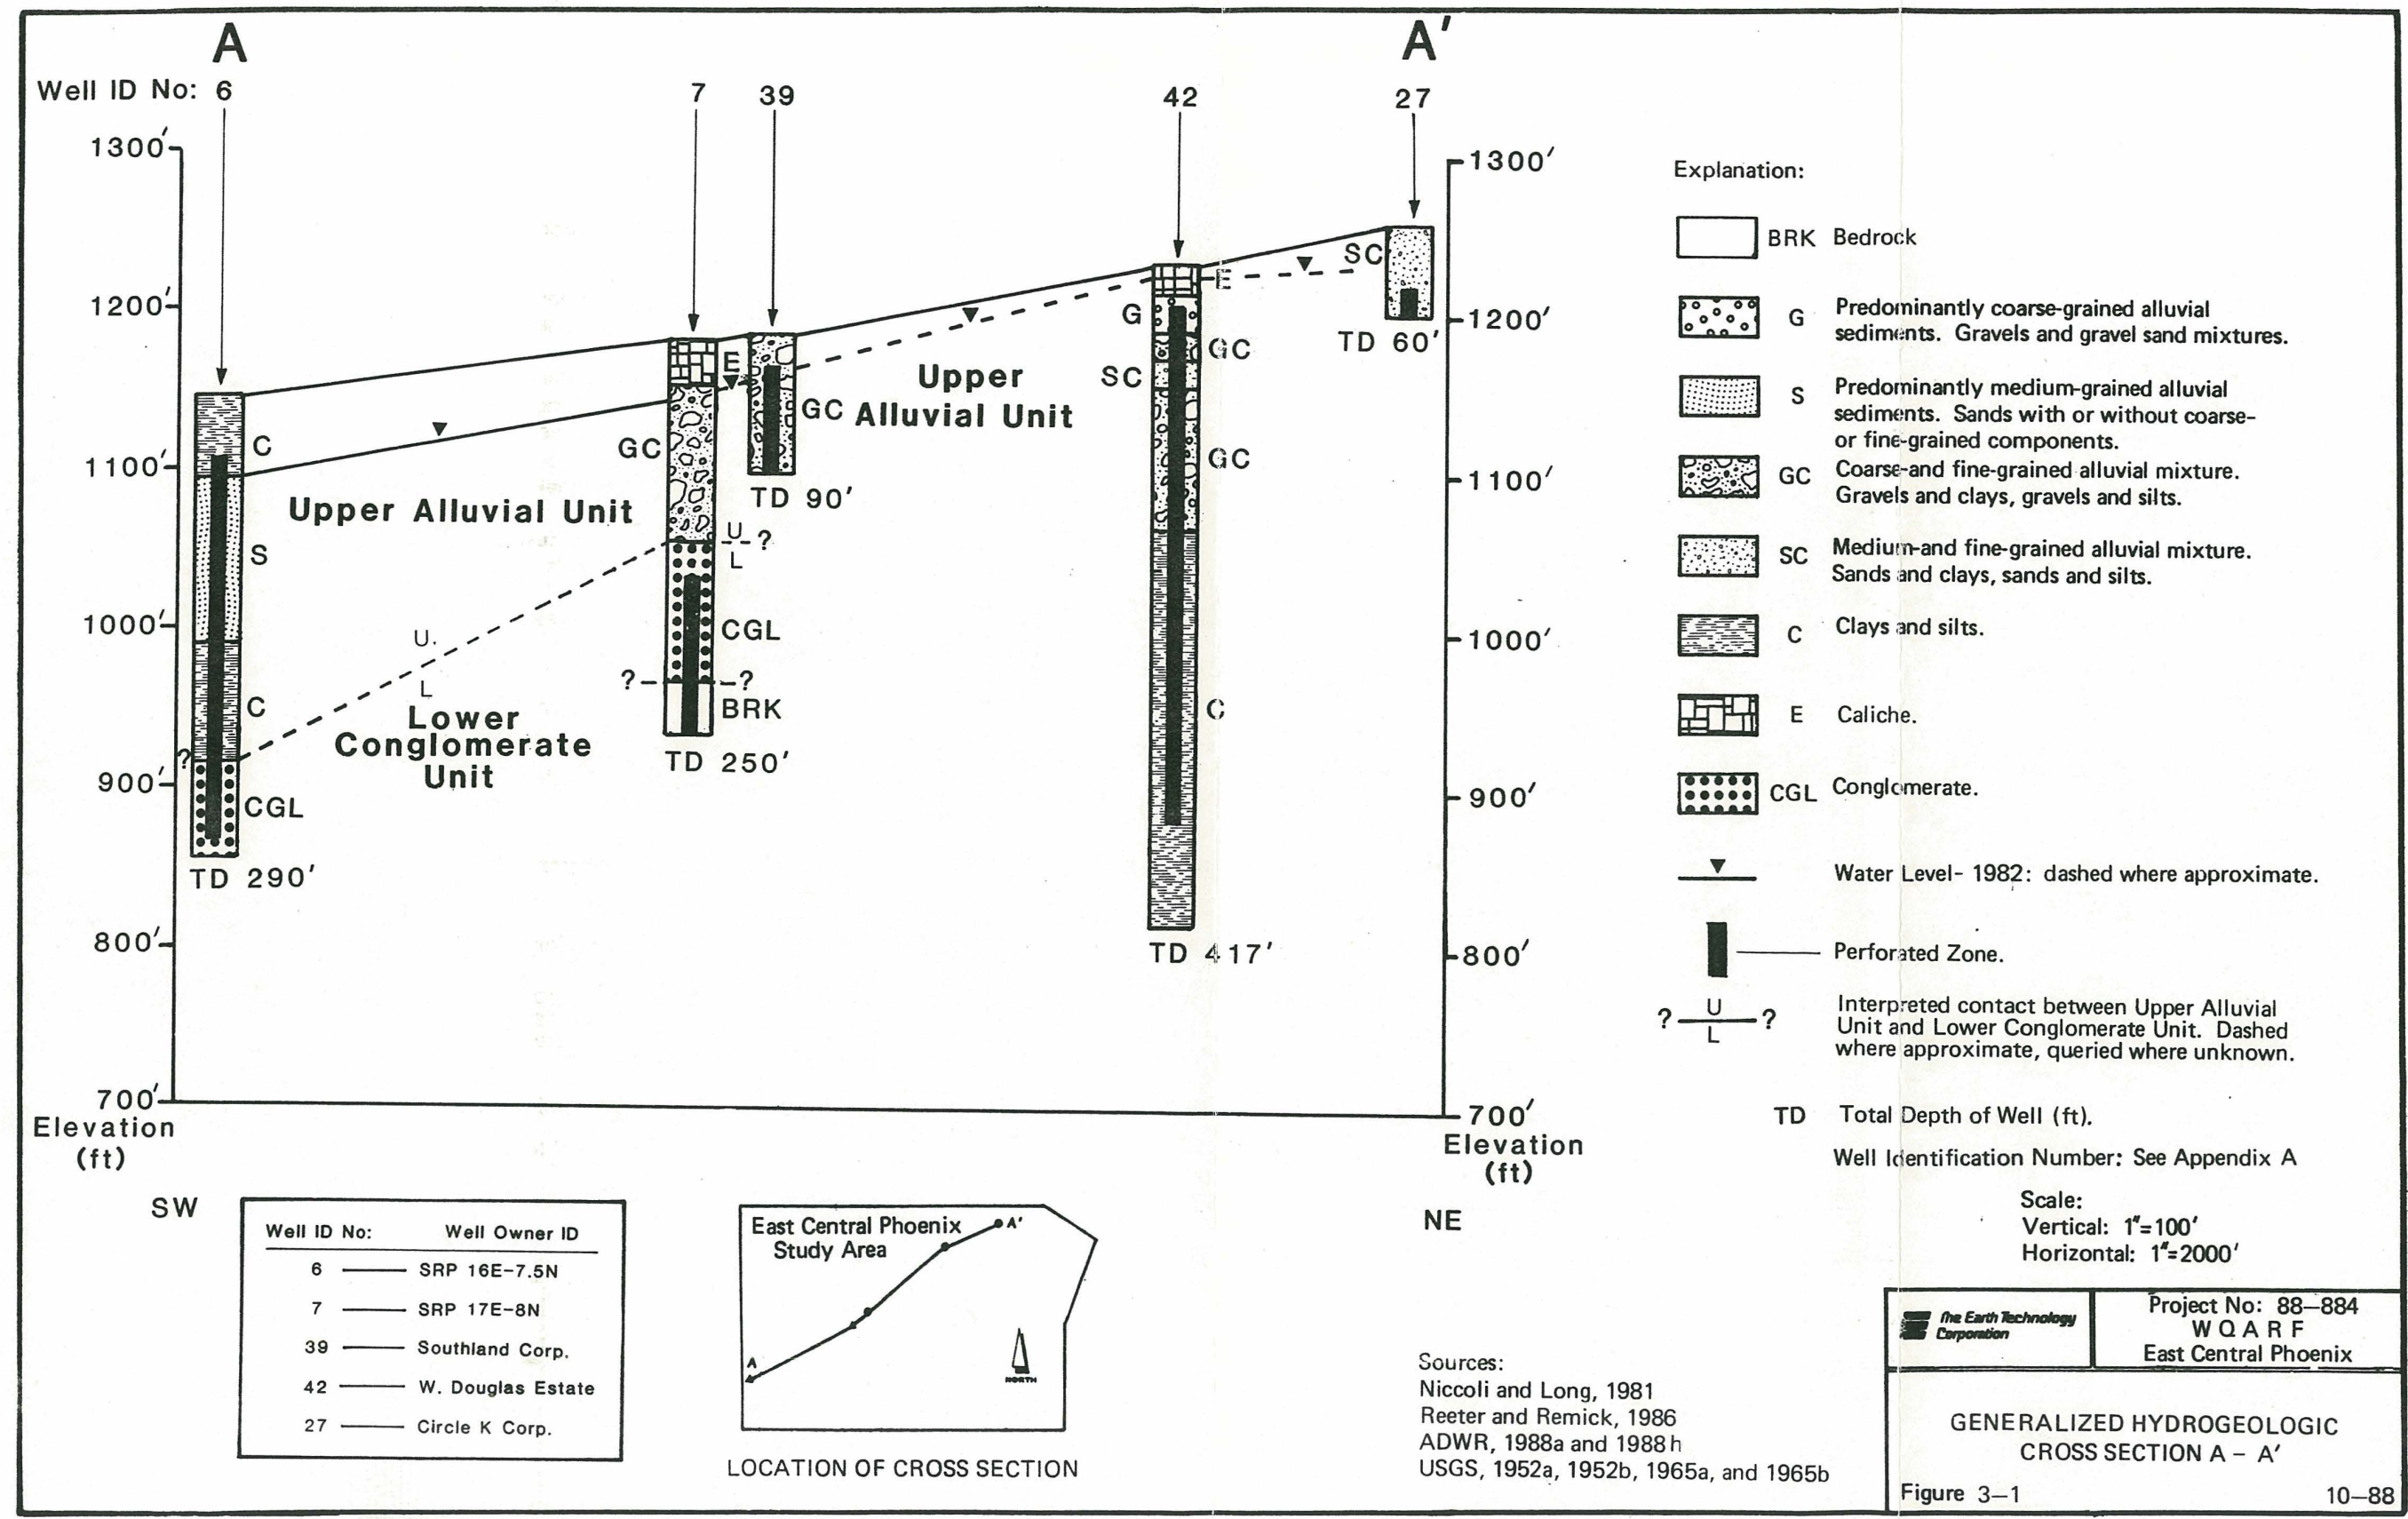 A
A'
Well ID No: 6
7
39
42
27
1300'
1200'
1100'
1000'
900'
800'
700'
Elevation
(ft)
SW
C
S
C
?
CGL
TD 290'
Upper Alluvial Unit
U.
L
Lower
Conglomerate
Unit
E
GC
U
?
L
CGL
? ?
BRK
TD 250'
GC
TD 90'
Upper
Alluvial Unit
E
G
GC
SC
GC
C
TD 417'
SC
TD 60'
1300'
1200'
1100'
1000'
900'
800'
700'
Elevation
(ft)
NE
Explanation:
BRK Bedrock
G Predominantly coarse-grained alluvial
sediments. Gravels and gravel sand mixtures.
S Predominantly medium-grained alluvial
sediments. Sands with or without coarse-
or fine-grained components.
GC Coarse-and fine-grained alluvial mixture.
Gravels and clays, gravels and silts.
SC Medium-and fine-grained alluvial mixture.
Sands and clays, sands and silts.
C Clays and silts.
E Caliche.
CGL Conglomerate.
Water Level- 1982: dashed where approximate.
Perforated Zone.
? U L ? Interpreted contact between Upper Alluvial
Unit and Lower Conglomerate Unit. Dashed
where approximate, queried where unknown.
TD Total Depth of Well (ft).
Well Identification Number: See Appendix A
Scale:
Vertical: 1"=100'
Horizontal: 1"=2000'
Well ID No: Well Owner ID
6 SRP 16E-7.5N
7 SRP 17E-8N
39 Southland Corp.
42 W. Douglas Estate
27 Circle K Corp.
East Central Phoenix
Study Area
A'
A
NORTH
LOCATION OF CROSS SECTION
Sources:
Niccoli and Long, 1981
Reeter and Remick, 1986
ADWR, 1988a and 1988h
USGS, 1952a, 1952b, 1965a, and 1965b
The Earth Technology
Corporation
Project No: 88-884
WQARF
East Central Phoenix
GENERALIZED HYDROGEOLOGIC
CROSS SECTION A - A'
Figure 3-1
10-88